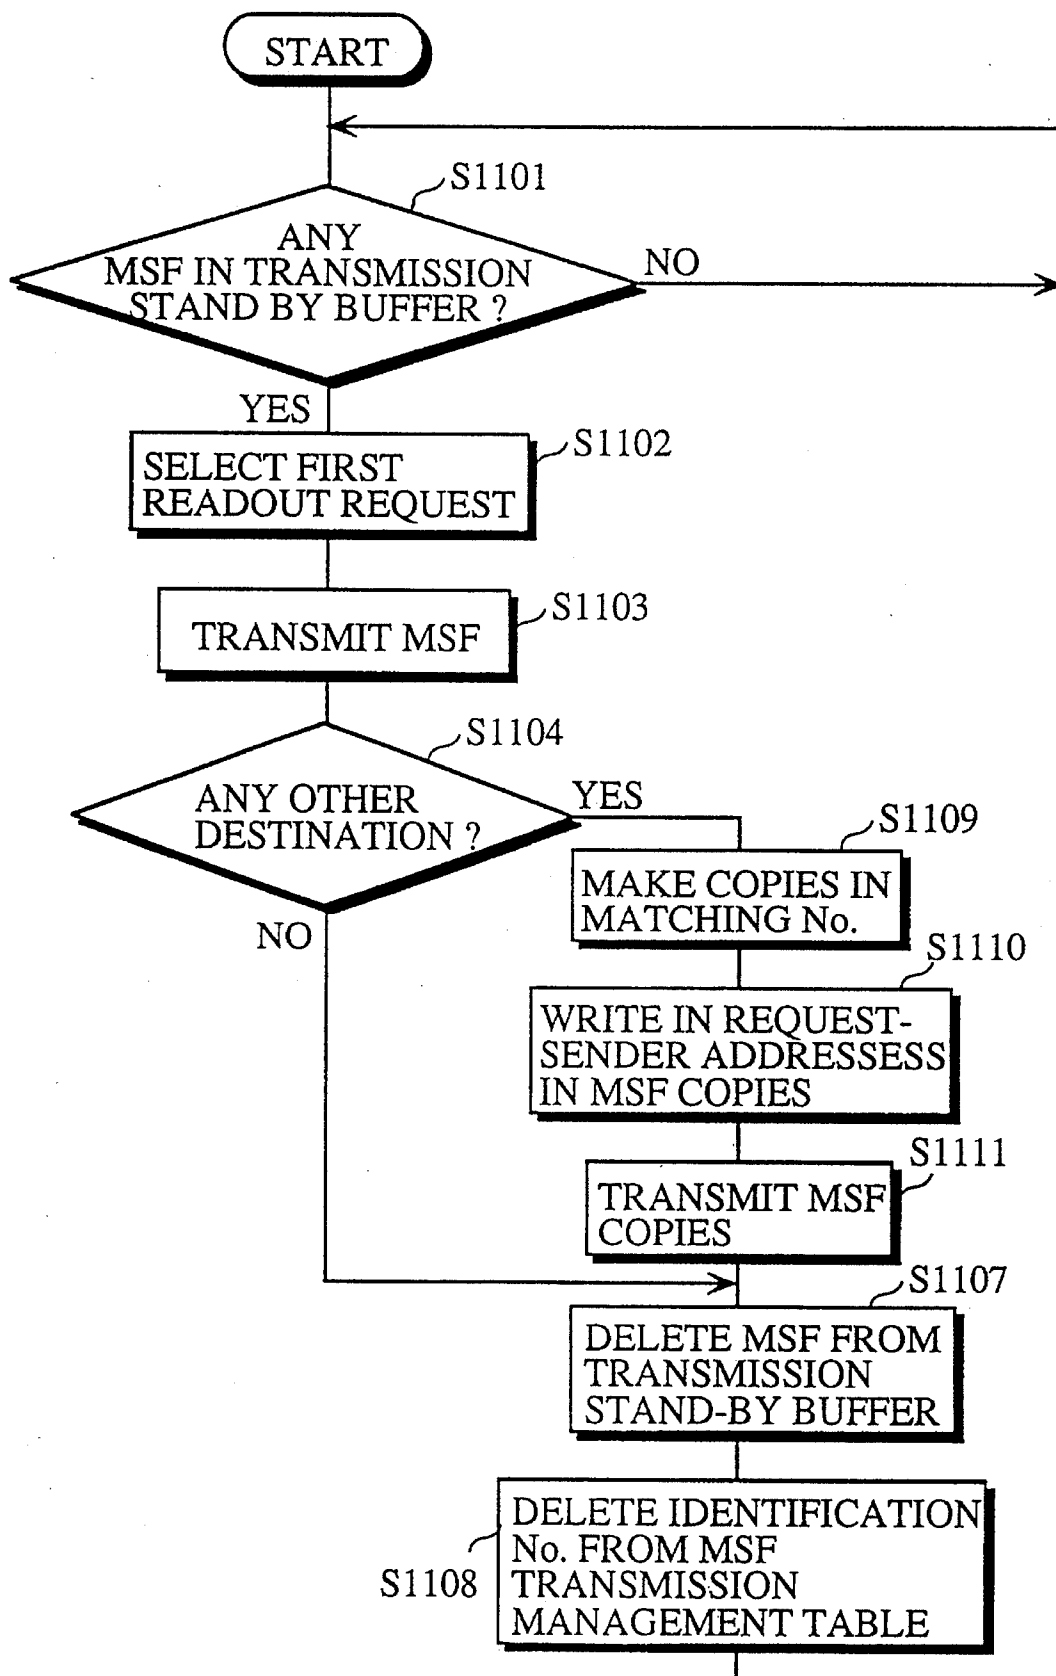 START
S1101
ANY
MSF IN TRANSMISSION
STAND BY BUFFER ?
NO
YES
S1102
SELECT FIRST
READOUT REQUEST
S1103
TRANSMIT MSF
S1104
ANY OTHER
DESTINATION ?
YES
NO
S1109
MAKE COPIES IN
MATCHING No.
S1110
WRITE IN REQUEST-
SENDER ADDRESSESS
IN MSF COPIES
S1111
TRANSMIT MSF
COPIES
S1107
DELETE MSF FROM
TRANSMISSION
STAND-BY BUFFER
S1108
DELETE IDENTIFICATION
No. FROM MSF
TRANSMISSION
MANAGEMENT TABLE